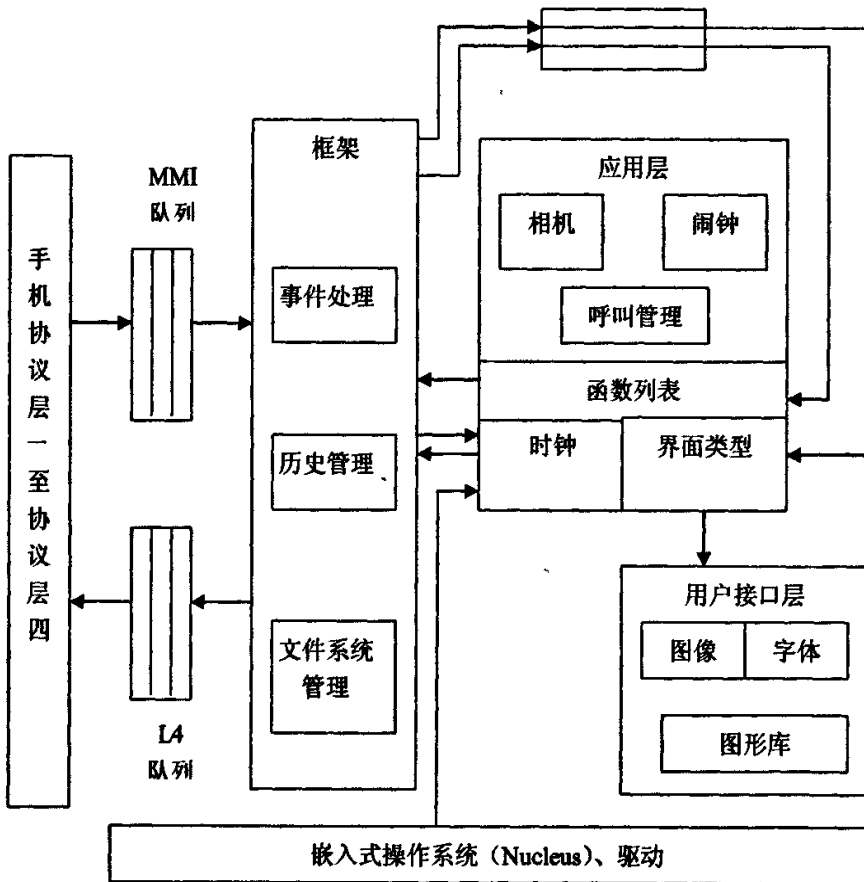 手
机
协
议
层
一
至
协
议
层
四
MMI
队列
L4
队列
框架
事件处理
历史管理
文件系统
管理
应用层
相机
闹钟
呼叫管理
函数列表
时钟
界面类型
用户接口层
图像
字体
图形库
嵌入式操作系统（Nucleus）、驱动